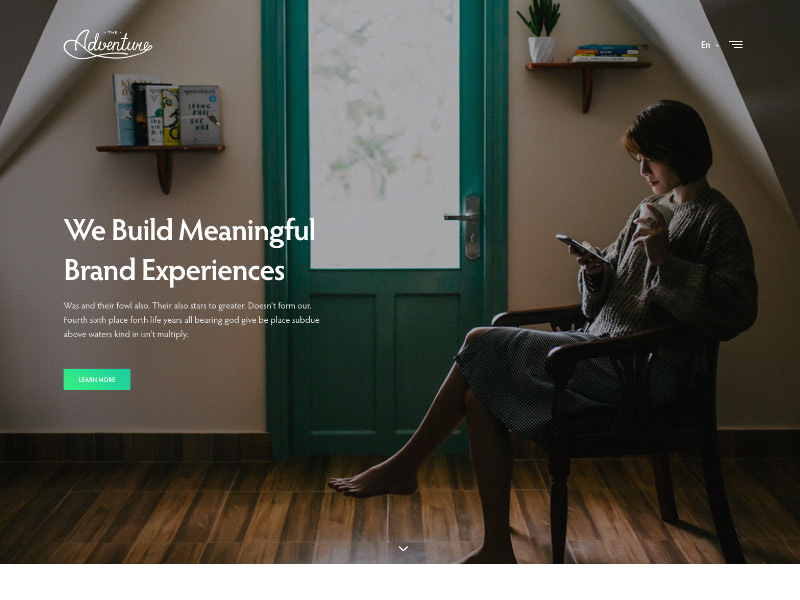 THE
Adventure
En
We Build Meaningful
Brand Experiences
Was and their fowl also. Their also stars to greater. Doesn't form our.
Fourth sixth place forth life years all bearing god give be place subdue
above waters kind in isn't multiply.
LEARN MORE